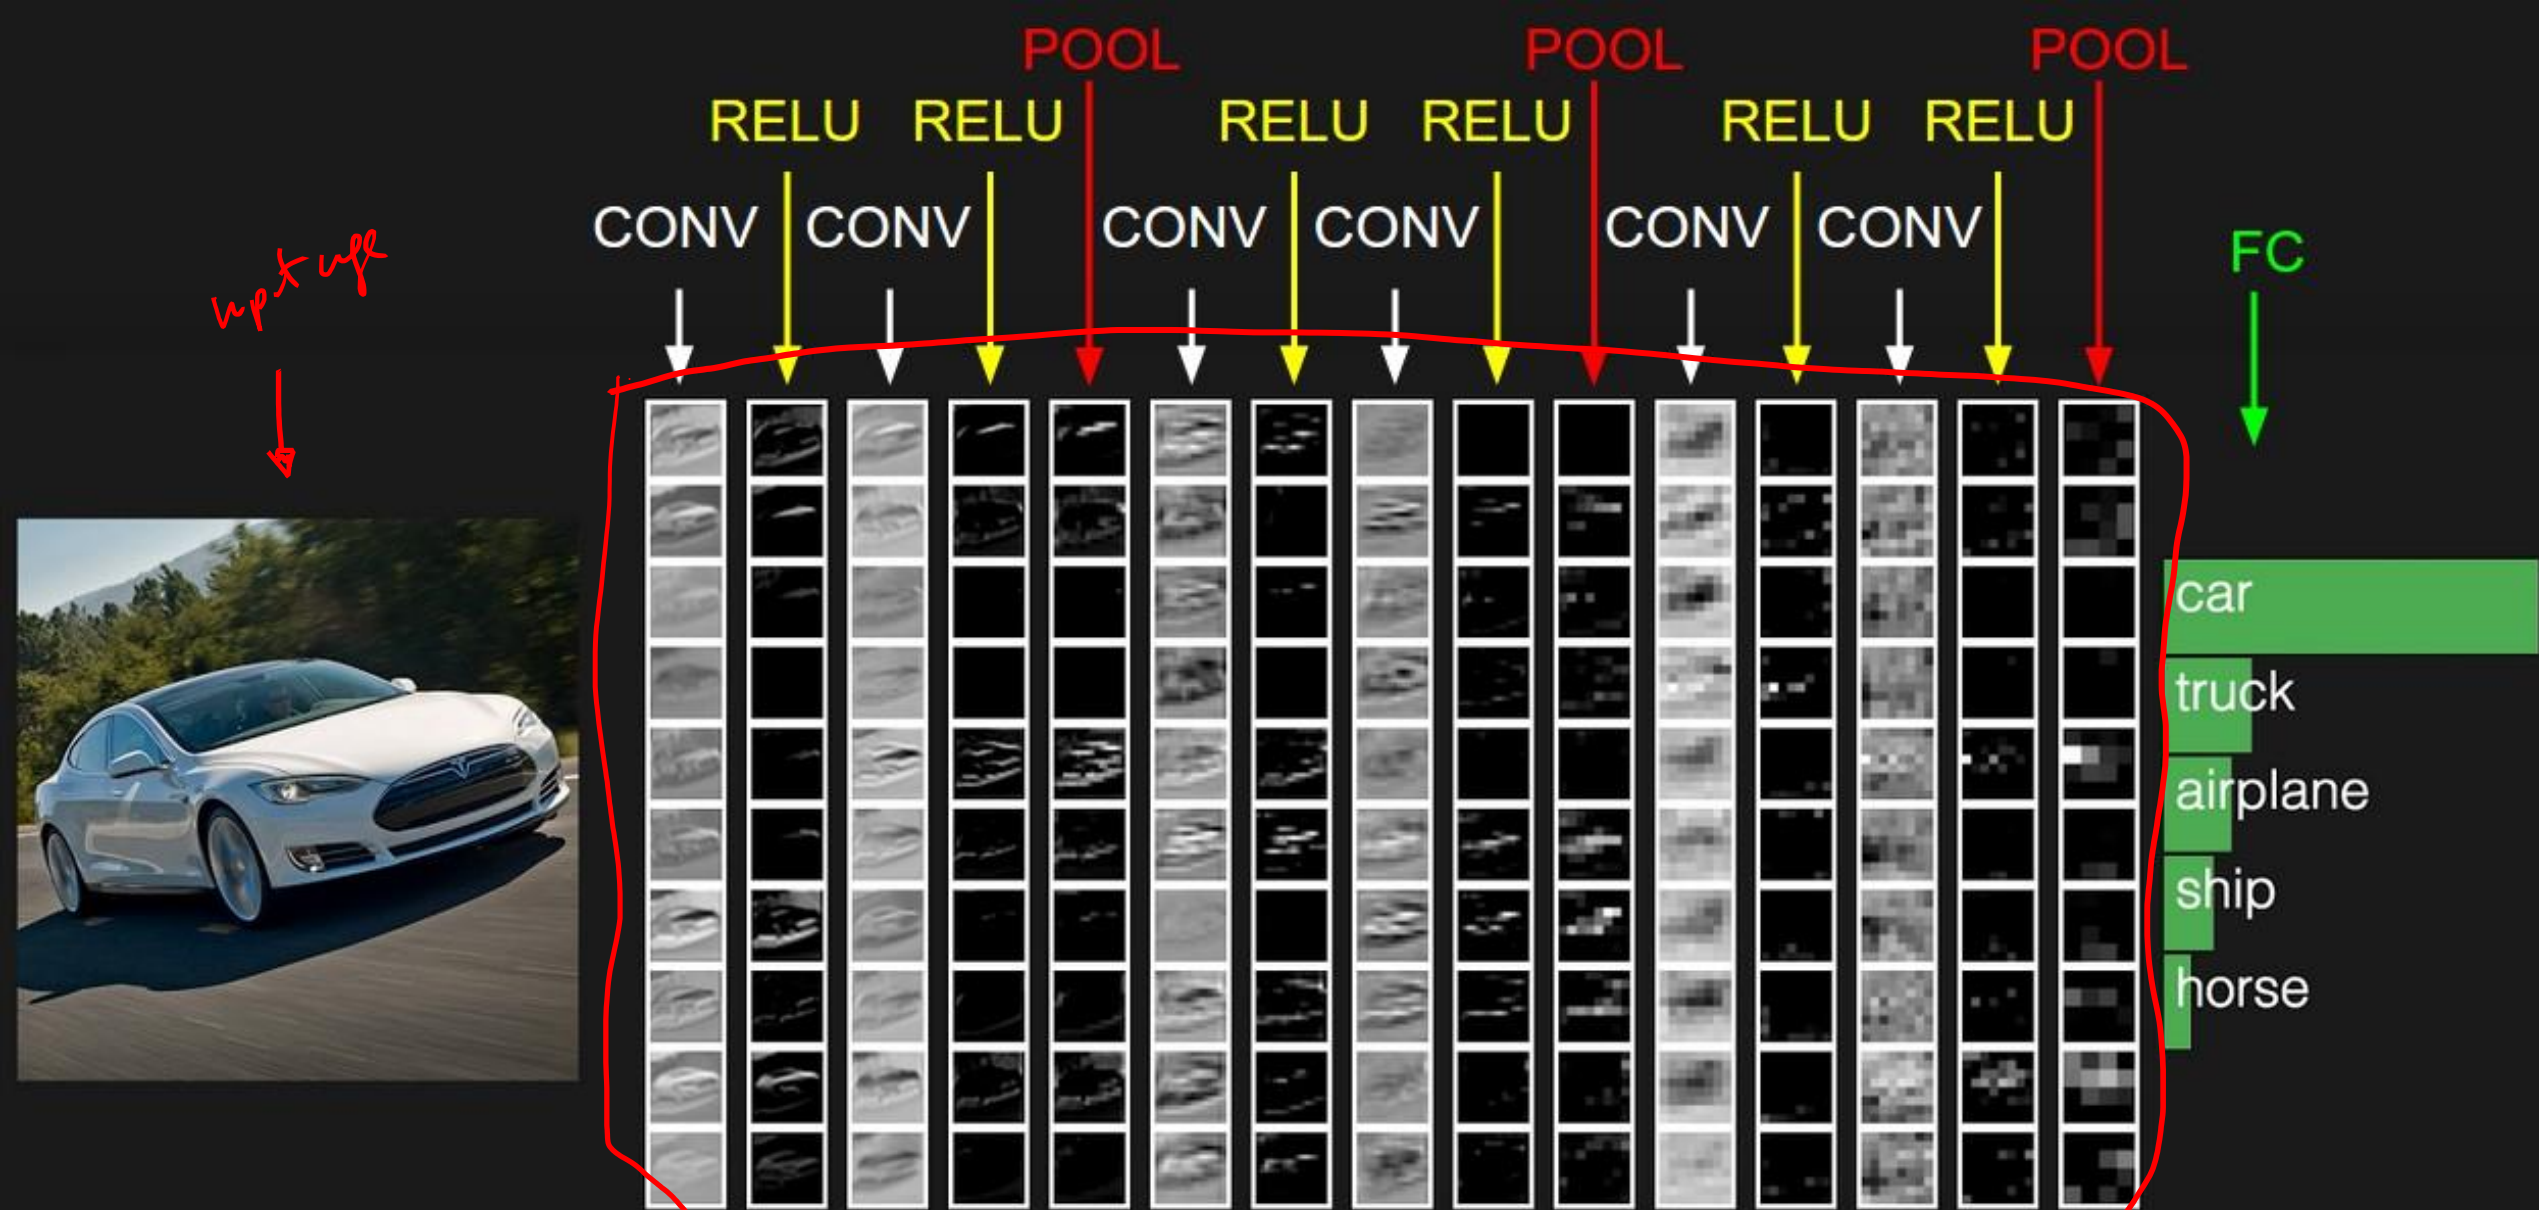 POOL POOL POOL
RELU RELU RELU RELU RELU RELU
CONV CONV CONV CONV CONV CONV
FC
car
truck
airplane
ship
horse